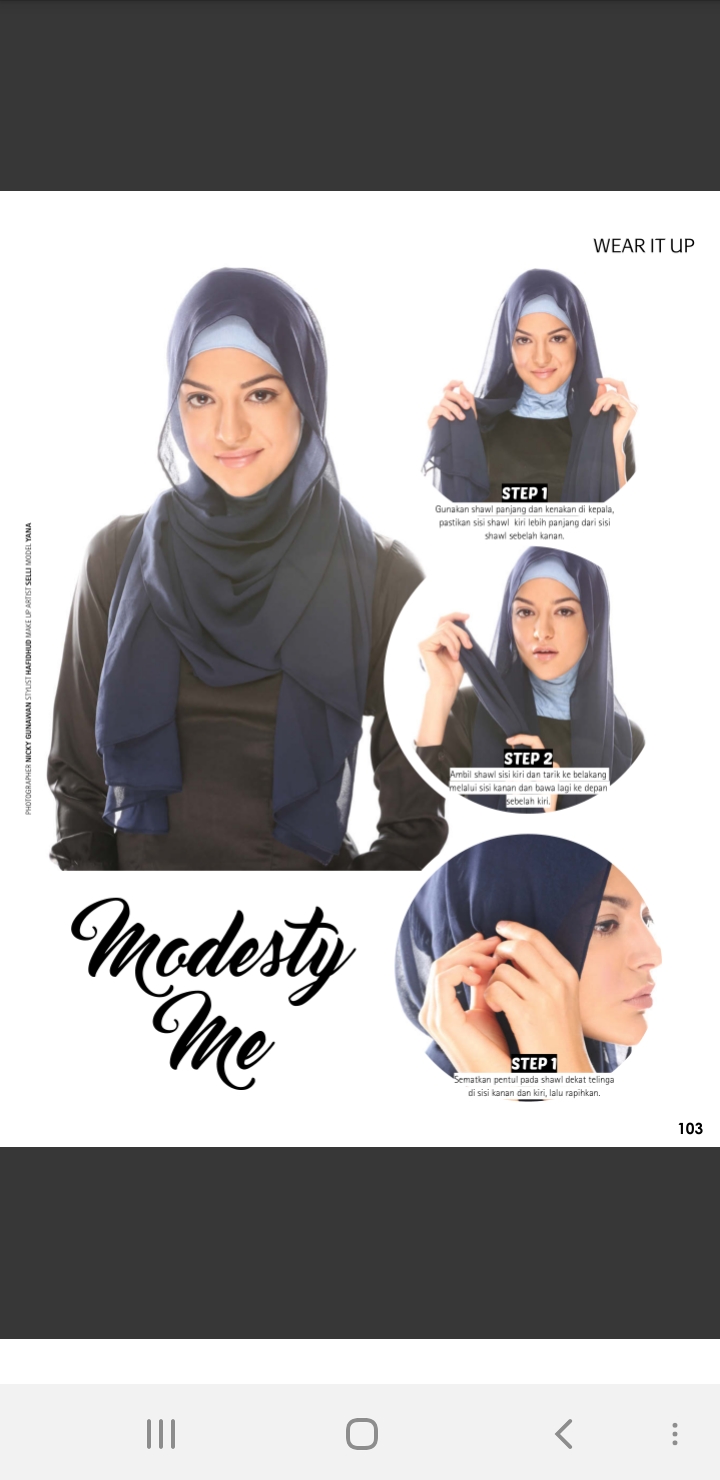 WEAR IT UP
STEP 1
Gunakan shawl panjang dan kenakan di kepala,
pastikan sisi shawl kiri lebih panjang dari sisi
shawl sebelah kanan.
STEP 2
Ambil shawl sisi kiri dan tarik ke belakang
melalui sisi kanan dan bawa lagi ke depan
sebelah kiri.
STEP 1
Sematkan pentul pada shawl dekat telinga
di sisi kanan dan kiri, lalu rapihkan.
Modesty
Me
PHOTOGRAPHER NICKY GUNAWAN STYLIST HAFIDHUD MAKE UP ARTIST SELLI MODEL YANA
103